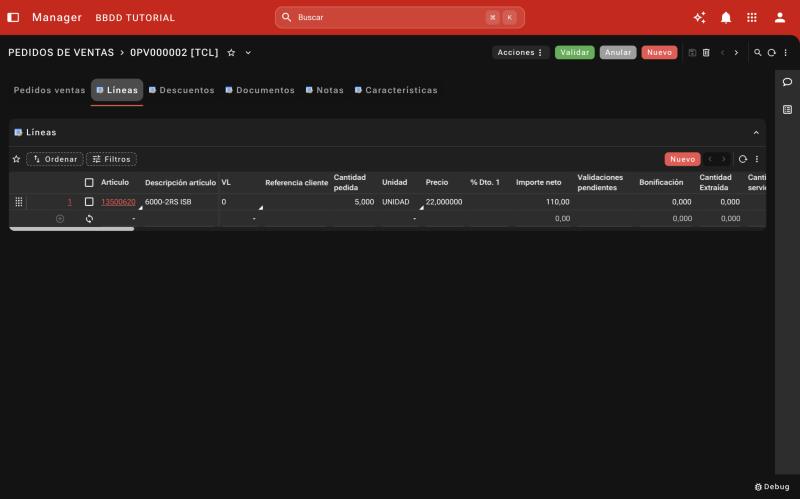 Manager BBDD TUTORIAL Buscar ⌘ K
PEDIDOS DE VENTAS > 0PV000002 [TCL] Acciones Validar Anular Nuevo
Pedidos ventas Líneas Descuentos Documentos Notas Características
Líneas
Ordenar Filtros Nuevo
Artículo Descripción artículo VL Referencia cliente Cantidad pedida Unidad Precio % Dto. 1 Importe neto Validaciones pendientes Bonificación Cantidad Extraída Canti servi
1 13500620 6000-2RS ISB 0 5,000 UNIDAD 22,000000 110,00 0,000 0,000
- - - 0,00 0,000 0,000
Debug